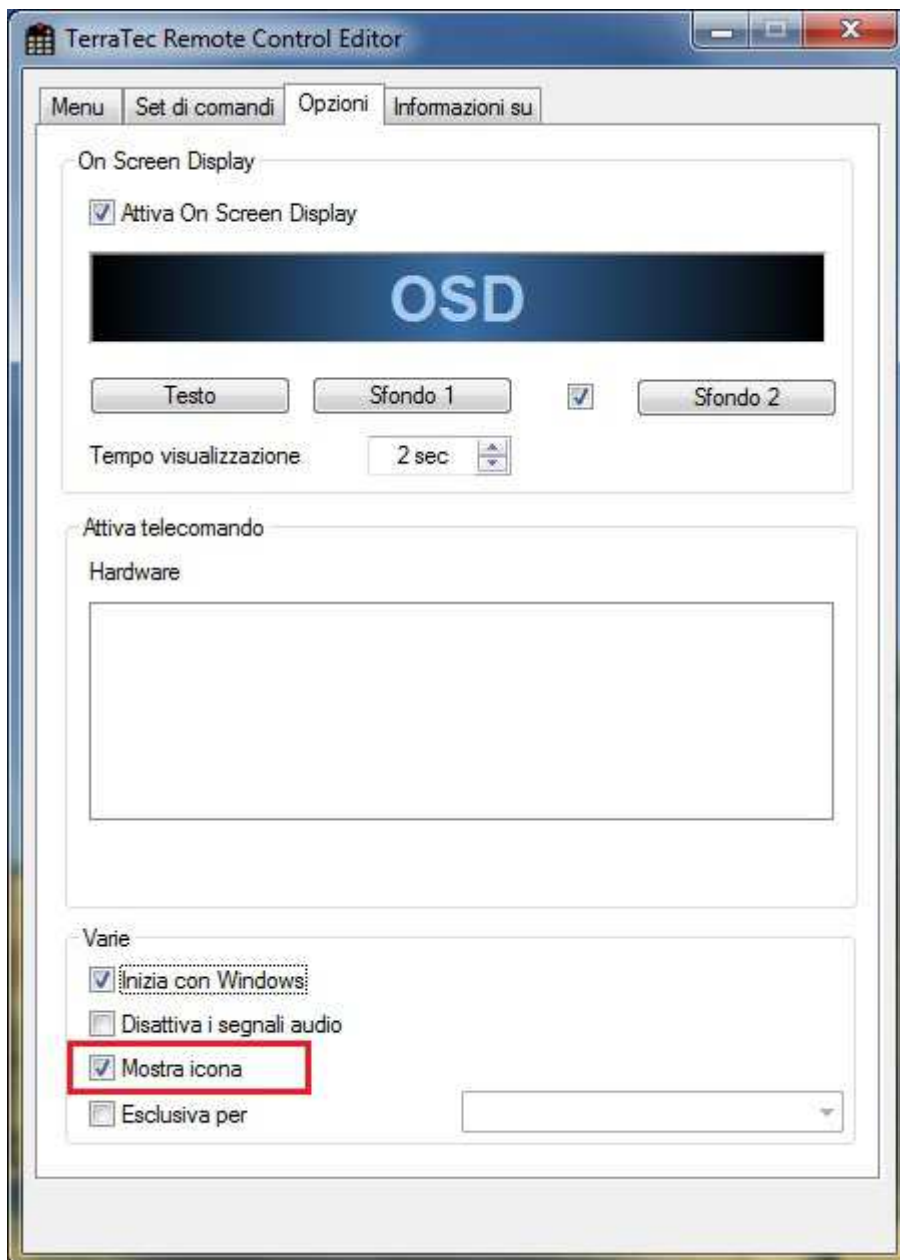 TerraTec Remote Control Editor
Menu Set di comandi Opzioni Informazioni su
On Screen Display
Attiva On Screen Display
OSD
Testo Sfondo 1 Sfondo 2
Tempo visualizzazione 2 sec
Attiva telecomando
Hardware
Varie
Inizia con Windows
Disattiva i segnali audio
Mostra icona
Esclusiva per